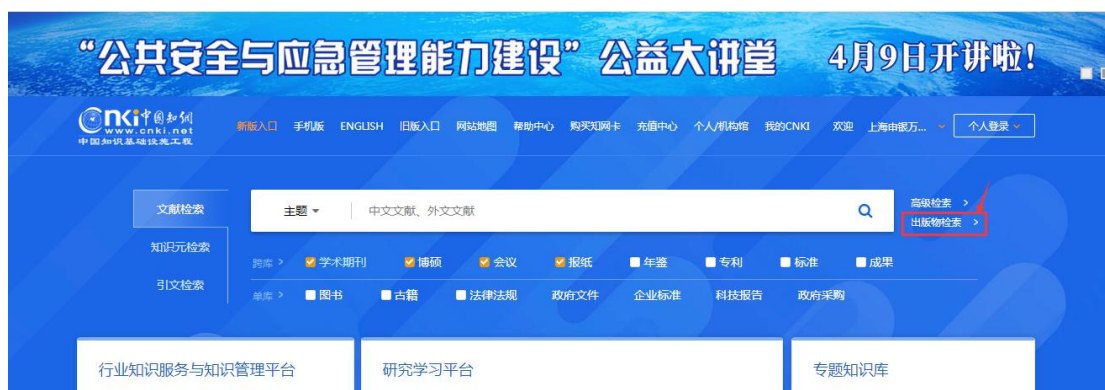 “公共安全与应急管理能力建设”公益大讲堂 4月9日开讲啦!
cnki中国知网
www.cnki.net
中国知识基础设施工程
新版入口 手机版 ENGLISH 旧版入口 网站地图 帮助中心 购买知网卡 充值中心 个人/机构馆 我的CNKI 欢迎 上海申银万... 个人登录
文献检索 主题 中文文献、外文文献 高级检索 >
出版物检索 >
知识元检索
跨库 > 学术期刊 博硕 会议 报纸 年鉴 专利 标准 成果
引文检索
单库 > 图书 古籍 法律法规 政府文件 企业标准 科技报告 政府采购
行业知识服务与知识管理平台 研究学习平台 专题知识库